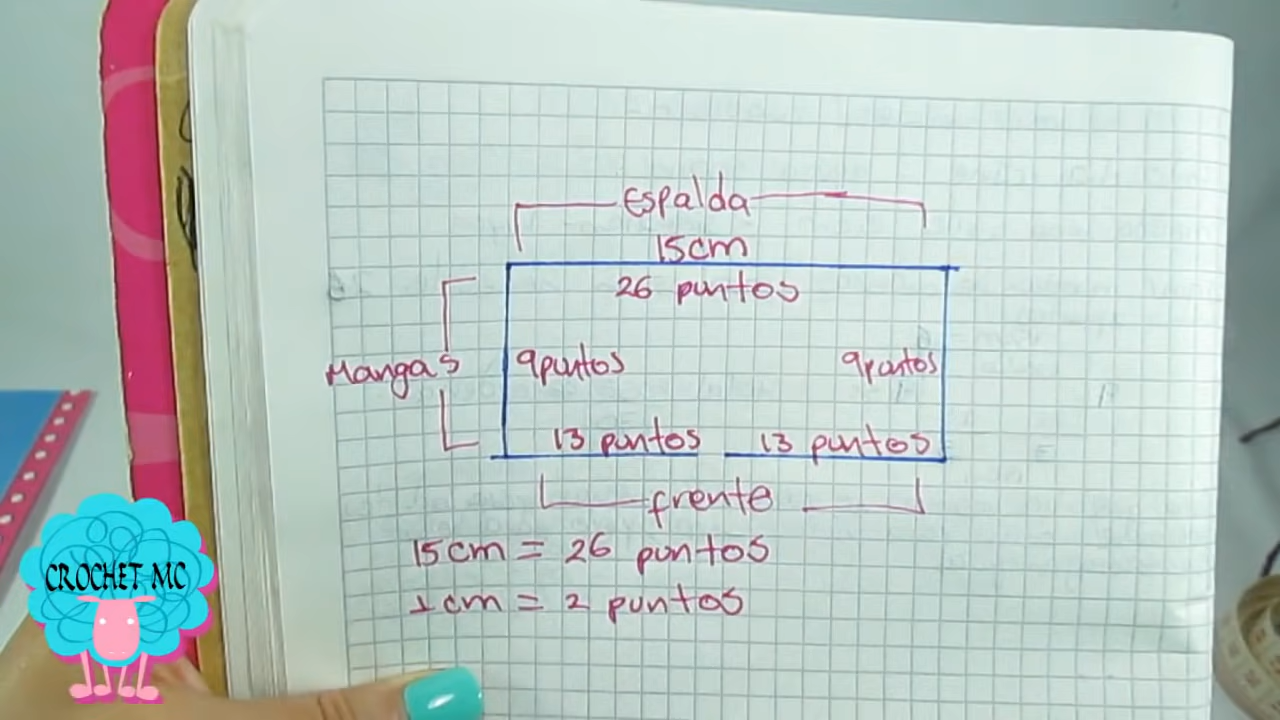 Espalda
15cm
26 puntos
Mangas
9puntos 9puntos
13 puntos 13 puntos
frente
15cm = 26 puntos
1cm = 2 puntos
CROCHET MC